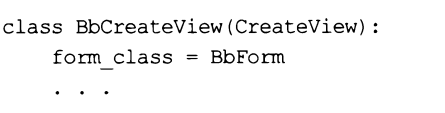 class BbCreateView(CreateView):
    form_class = BbForm
    . . .